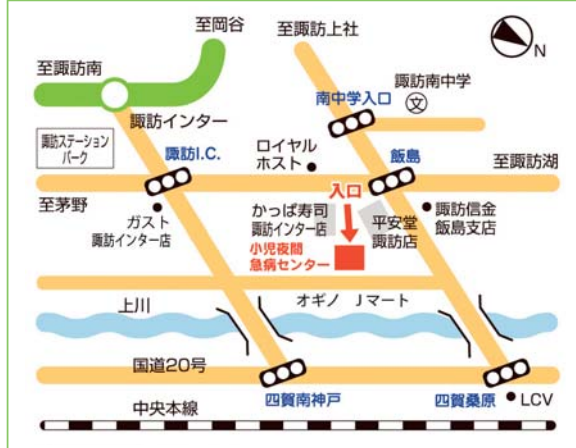 至岡谷
至諏訪上社
N
至諏訪南
諏訪南中学
文
南中学入口
諏訪インター
諏訪ステーション
パーク
諏訪I.C.
ロイヤル
ホスト
飯島
至諏訪湖
至茅野
入口
ガスト
諏訪インター店
かっぱ寿司
諏訪インター店
平安堂
諏訪店
諏訪信金
飯島支店
小児夜間
急病センター
上川
オギノ Jマート
国道20号
四賀南神戸
四賀桑原
LCV
中央本線